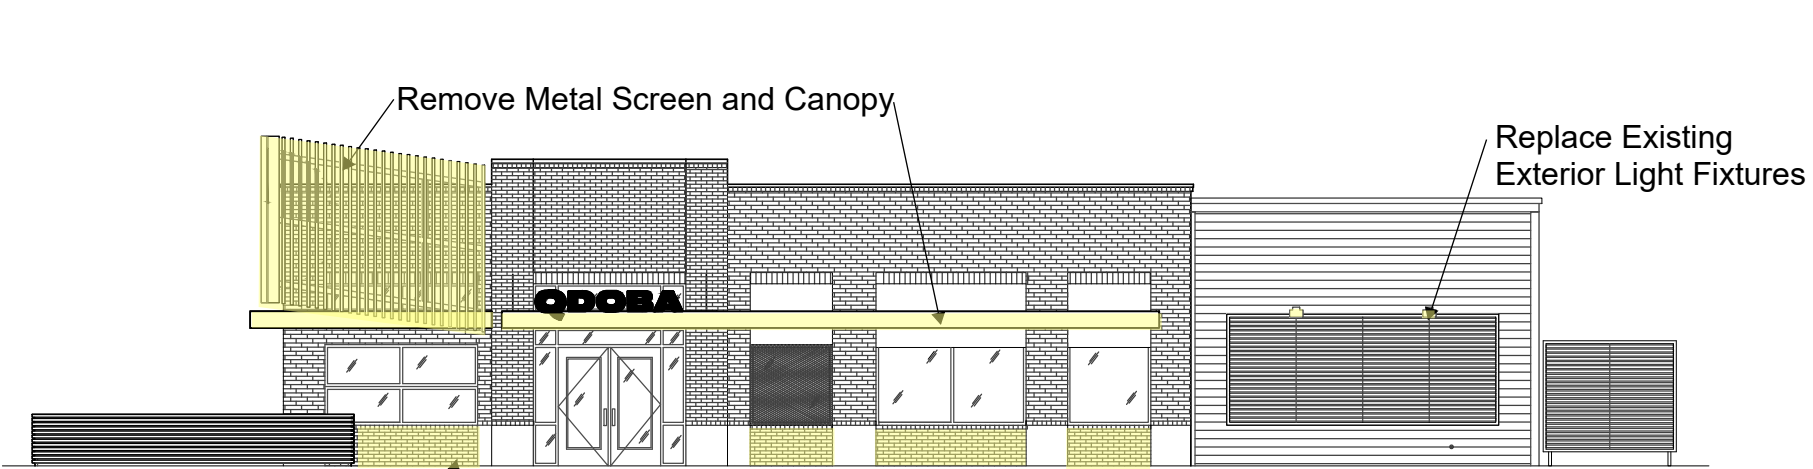 Remove Metal Screen and Canopy
Replace Existing
Exterior Light Fixtures
QDOBA